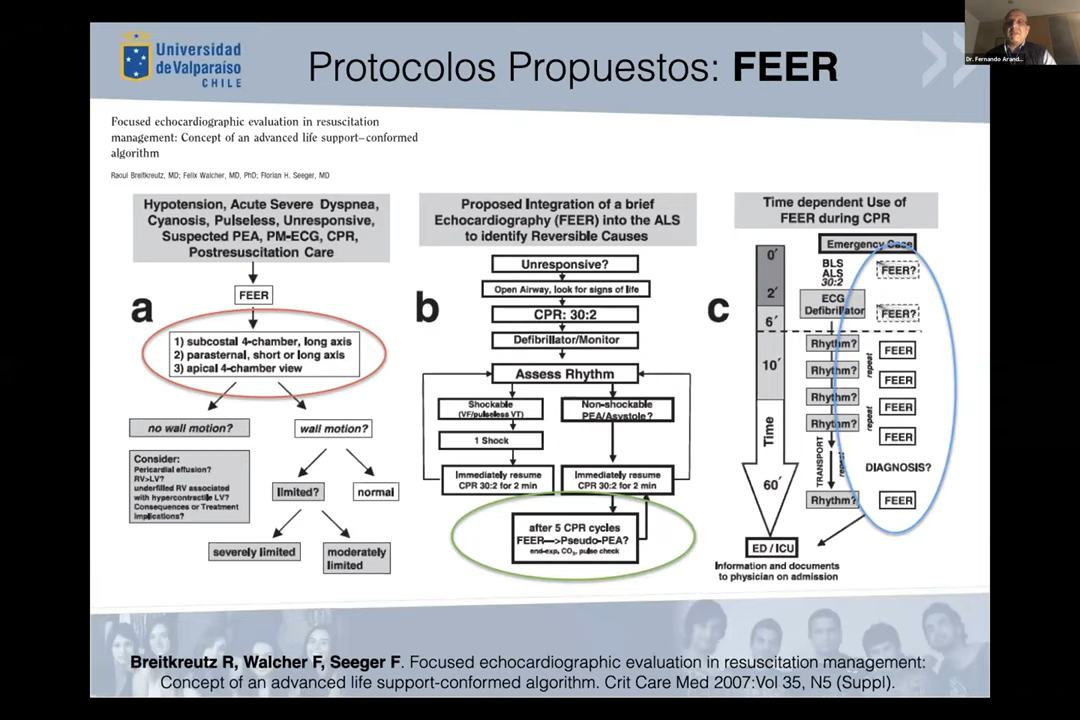 Universidad
de Valparaíso
CHILE
Protocolos Propuestos: FEER
Dr. Fernando Arand...
Focused echocardiographic evaluation in resuscitation
management: Concept of an advanced life support–conformed
algorithm
Raoul Breitkreutz, MD; Felix Walcher, MD, PhD; Florian H. Seeger, MD
Hypotension, Acute Severe Dyspnea,
Cyanosis, Pulseless, Unresponsive,
Suspected PEA, PM-ECG, CPR,
Postresuscitation Care
a
FEER
1) subcostal 4-chamber, long axis
2) parasternal, short or long axis
3) apical 4-chamber view
no wall motion?
wall motion?
Consider:
Pericardial effusion?
RV>LV?
underfilled RV associated
with hypercontractile LV?
Consequences or Treatment
implications?
limited?
normal
severely limited
moderately
limited
Proposed Integration of a brief
Echocardiography (FEER) into the ALS
to identify Reversible Causes
b
Unresponsive?
Open Airway, look for signs of life
CPR: 30:2
Defibrillator/Monitor
Assess Rhythm
Shockable
(VF/pulseless VT)
Non-shockable
PEA/Asystole?
1 Shock
Immediately resume
CPR 30:2 for 2 min
Immediately resume
CPR 30:2 for 2 min
after 5 CPR cycles
FEER—>Pseudo-PEA?
end-exp, CO2, pulse check
Time dependent Use of
FEER during CPR
c
Emergency Case
0´
BLS
ALS
30:2
FEER?
2´
ECG
Defibrillator
FEER?
6´
Rhythm?
FEER
repeat
10´
Rhythm?
FEER
Rhythm?
FEER
repeat
Rhythm?
FEER
Time
TRANSPORT
repeat
DIAGNOSIS?
60´
Rhythm?
FEER
ED / ICU
Information and documents
to physician on admission
Breitkreutz R, Walcher F, Seeger F. Focused echocardiographic evaluation in resuscitation management:
Concept of an advanced life support-conformed algorithm. Crit Care Med 2007:Vol 35, N5 (Suppl).